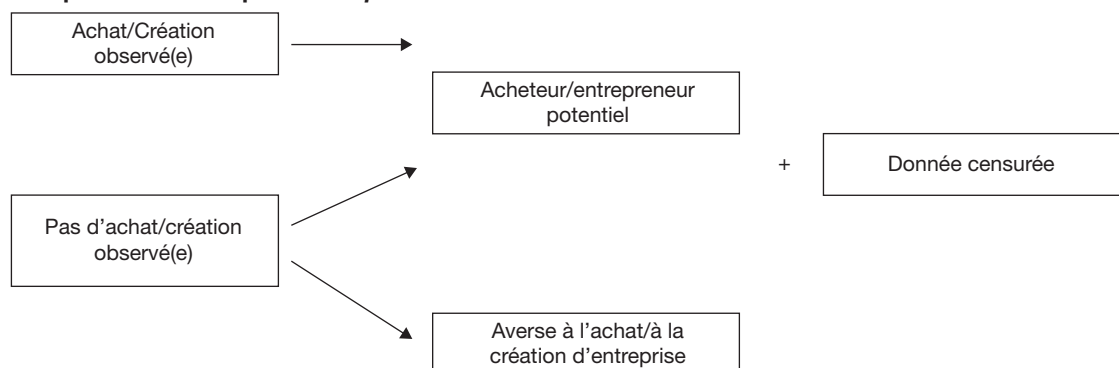 Achat/Création
observé(e)
Acheteur/entrepreneur
potentiel
+
Donnée censurée
Pas d’achat/création
observé(e)
Averse à l’achat/à la
création d’entreprise